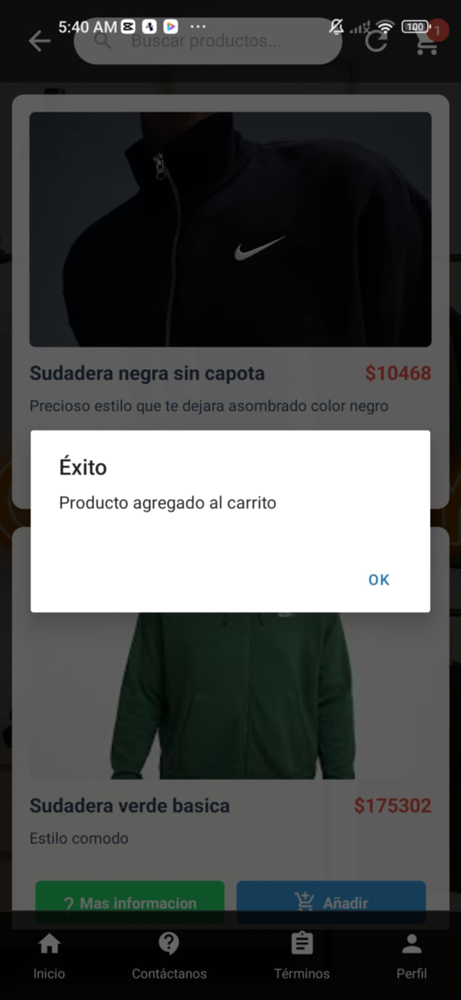 5:40 AM
100
Buscar productos...
1
Sudadera negra sin capota
$10468
Precioso estilo que te dejara asombrado color negro
Éxito
Producto agregado al carrito
OK
Sudadera verde basica
$175302
Estilo comodo
? Mas informacion
Añadir
Inicio
Contáctanos
Términos
Perfil